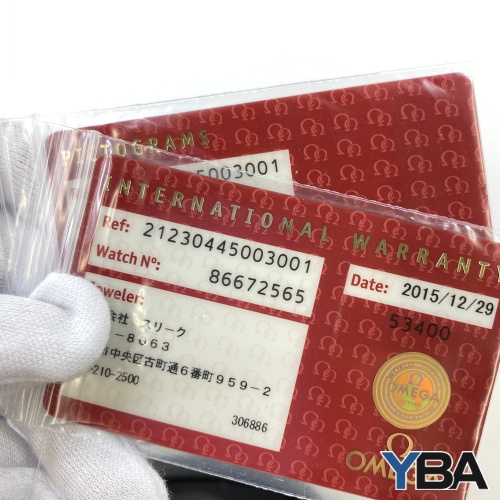 PICTOGRAMS
5003001
INTERNATIONAL WARRANTY
Ref: 21230445003001
Watch Nº: 86672565
Date: 2015/12/29
53400
Jeweler:
会社 スリーク
-8063
市中央区古町通6番町959-2
-210-2500
306886
OMEGA
OMEGA
YBA